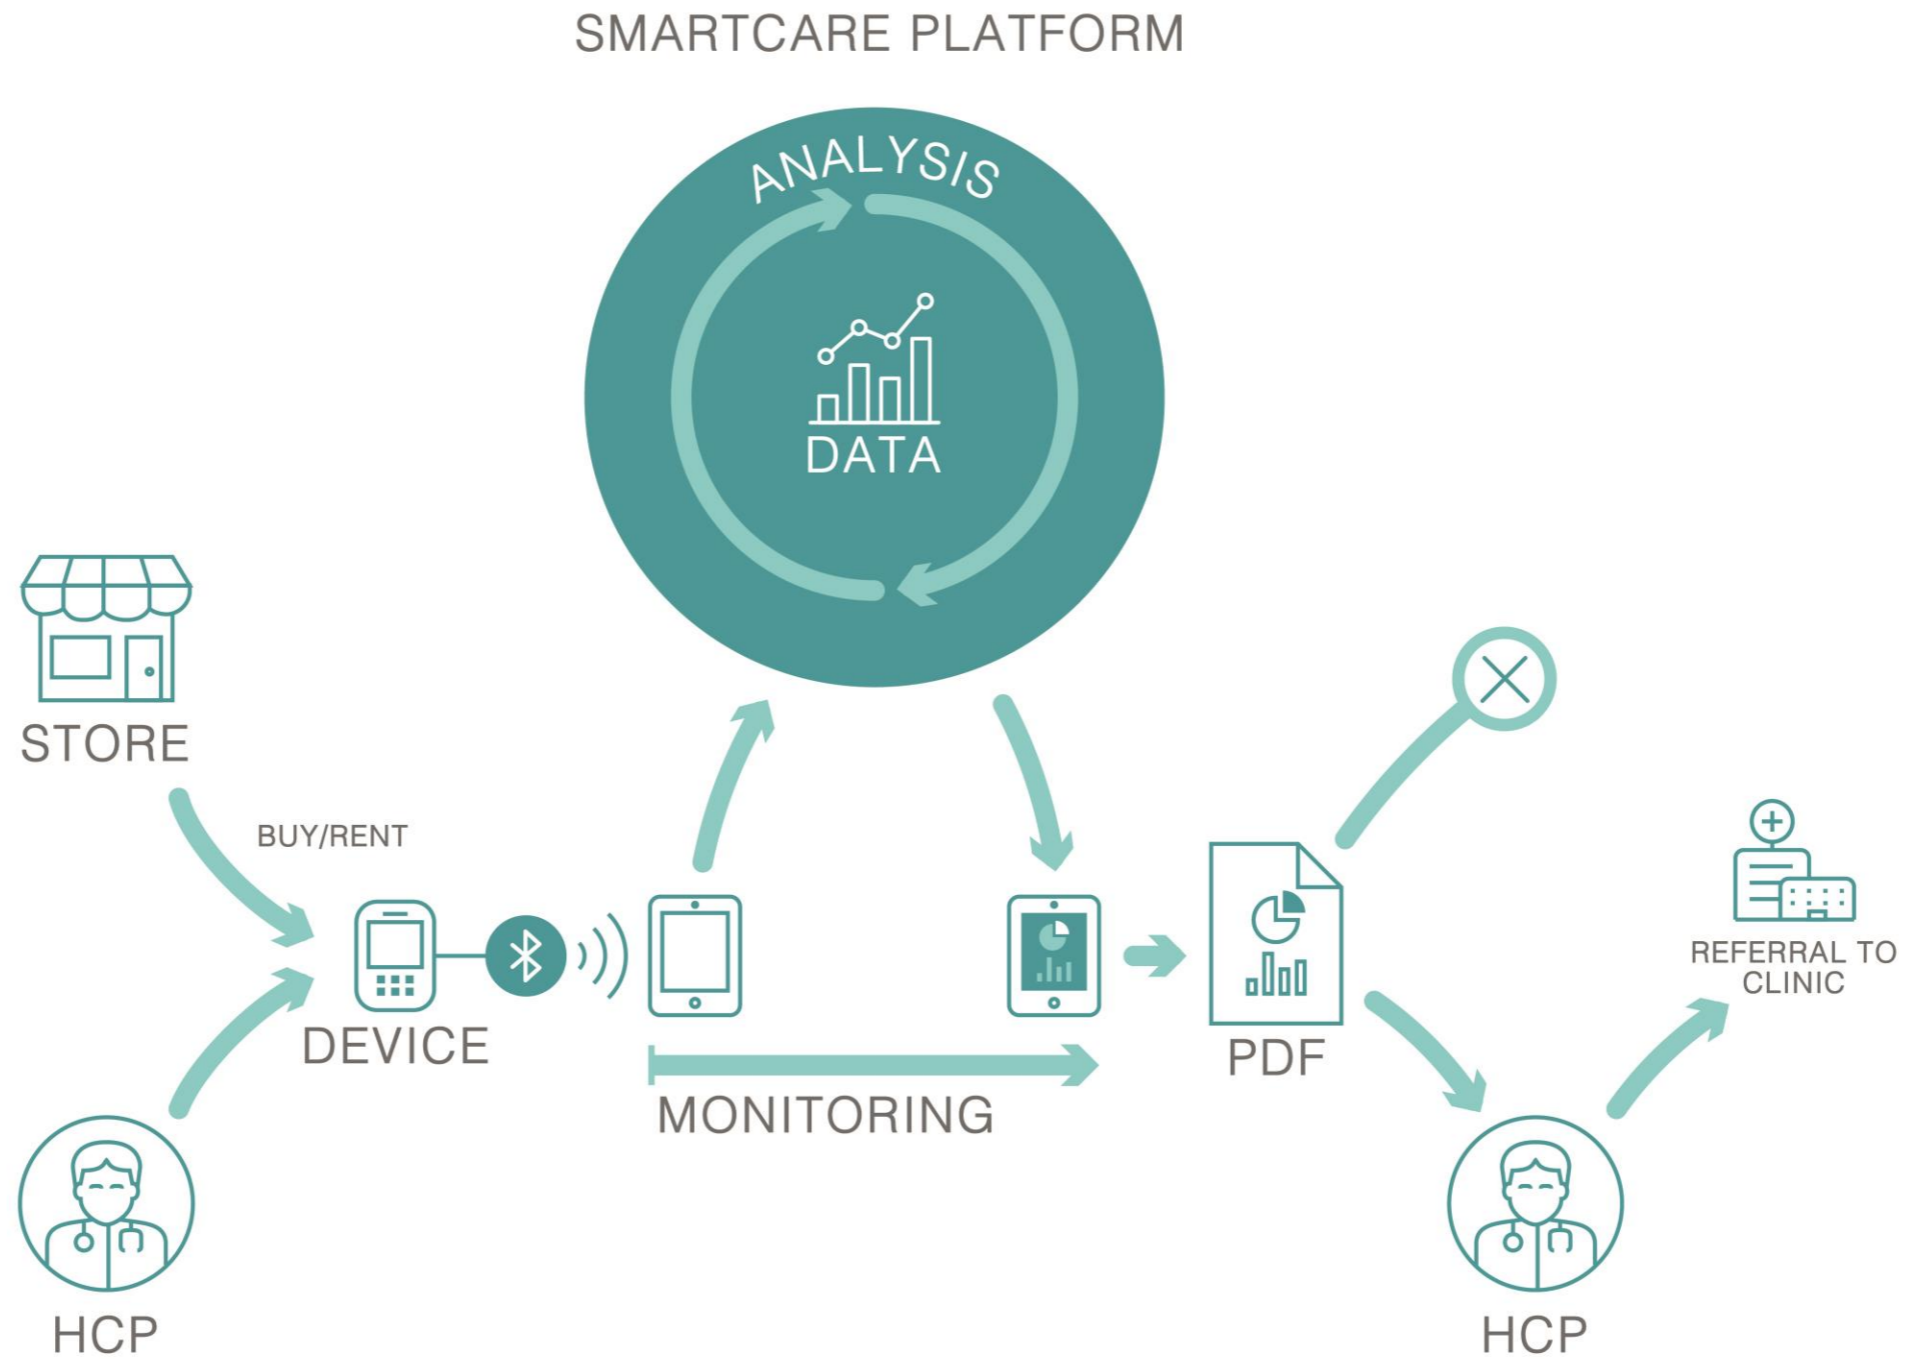 SMARTCARE PLATFORM
ANALYSIS
DATA
STORE
BUY/RENT
DEVICE
MONITORING
PDF
REFERRAL TO
CLINIC
HCP
HCP